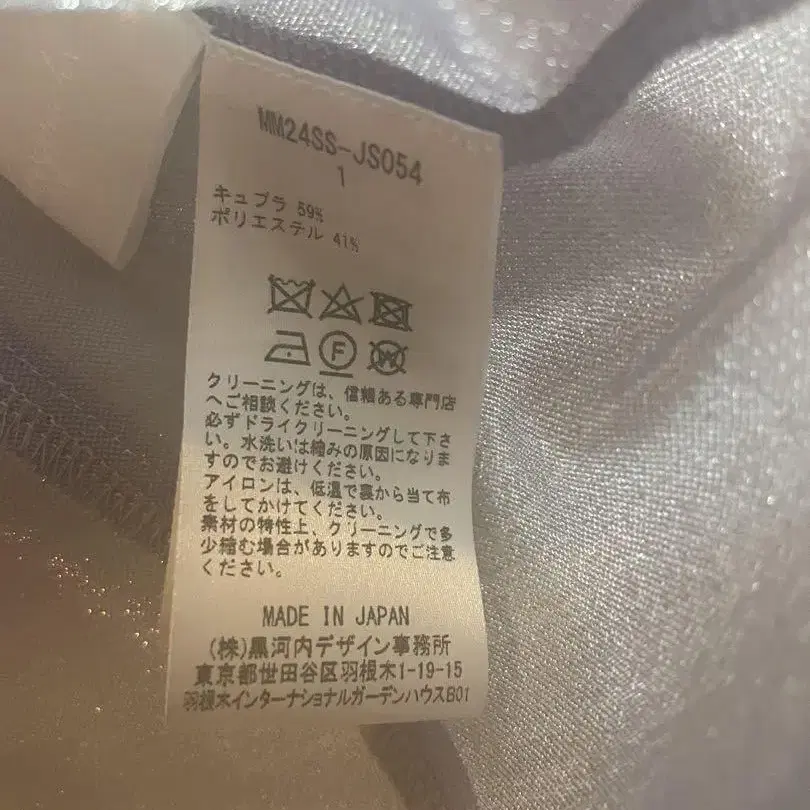 MM24SS-JS054
1
キュプラ 59%
ポリエステル 41%
F
クリーニングは、信頼ある専門店
へご相談ください。
必ずドライクリーニングして下さ
い。水洗いは縮みの原因になりま
すのでお避けください。
アイロンは、低温で裏から当て布
をしてかけてください。
素材の特性上、クリーニングで多
少縮む場合がありますのでご注意
ください。
MADE IN JAPAN
(株)黒河内デザイン事務所
東京都世田谷区羽根木1-19-15
羽根木インターナショナルガーデンハウスB01